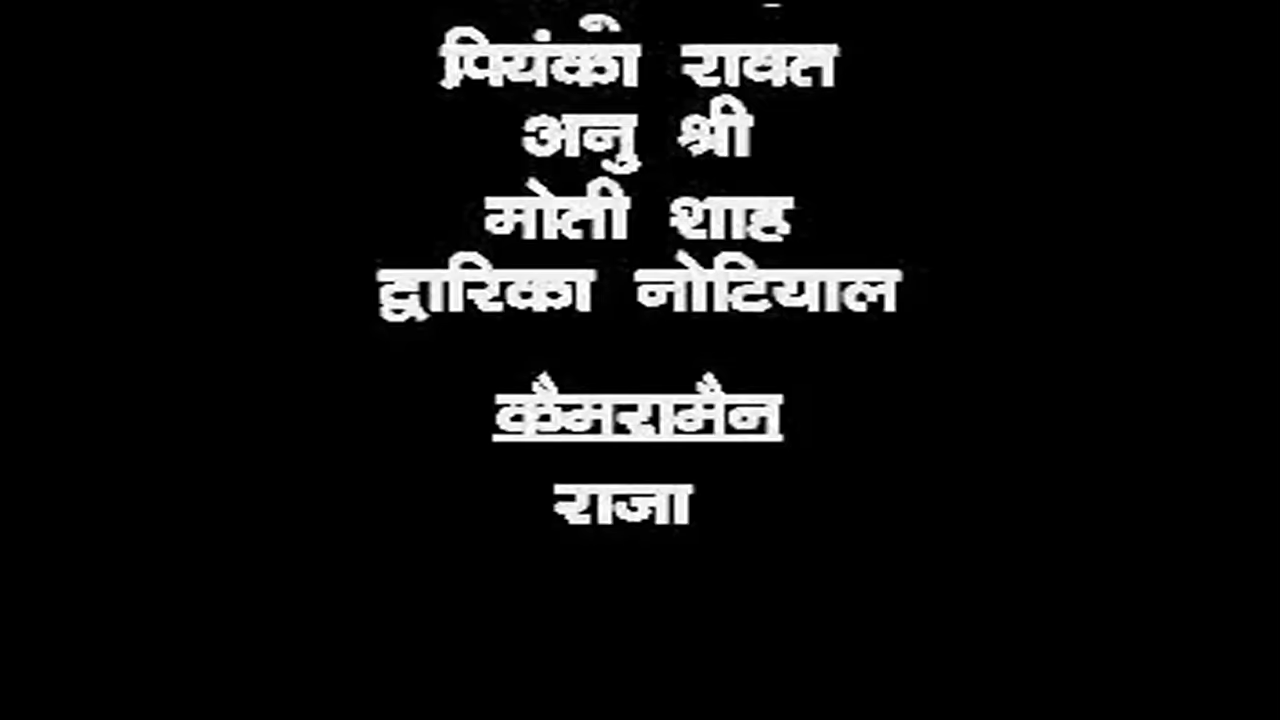 पियंका रावत
अनु श्री
मोती शाह
द्वारिका नोटियाल
कैमरामैन
राजा